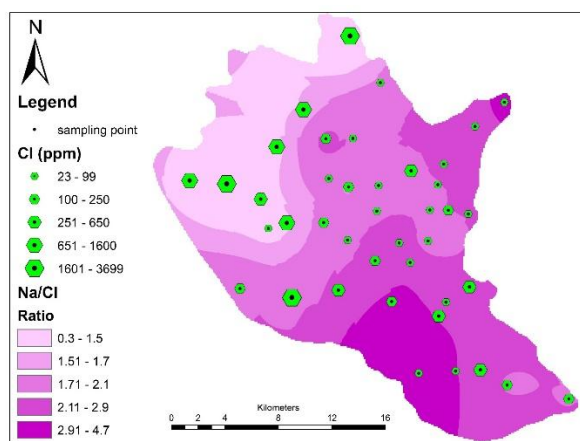 N
Legend
sampling point
Cl (ppm)
23 - 99
100 - 250
251 - 650
651 - 1600
1601 - 3699
Na/Cl
Ratio
0.3 - 1.5
1.51 - 1.7
1.71 - 2.1
2.11 - 2.9
2.91 - 4.7
Kilometers
0 2 4 8 12 16